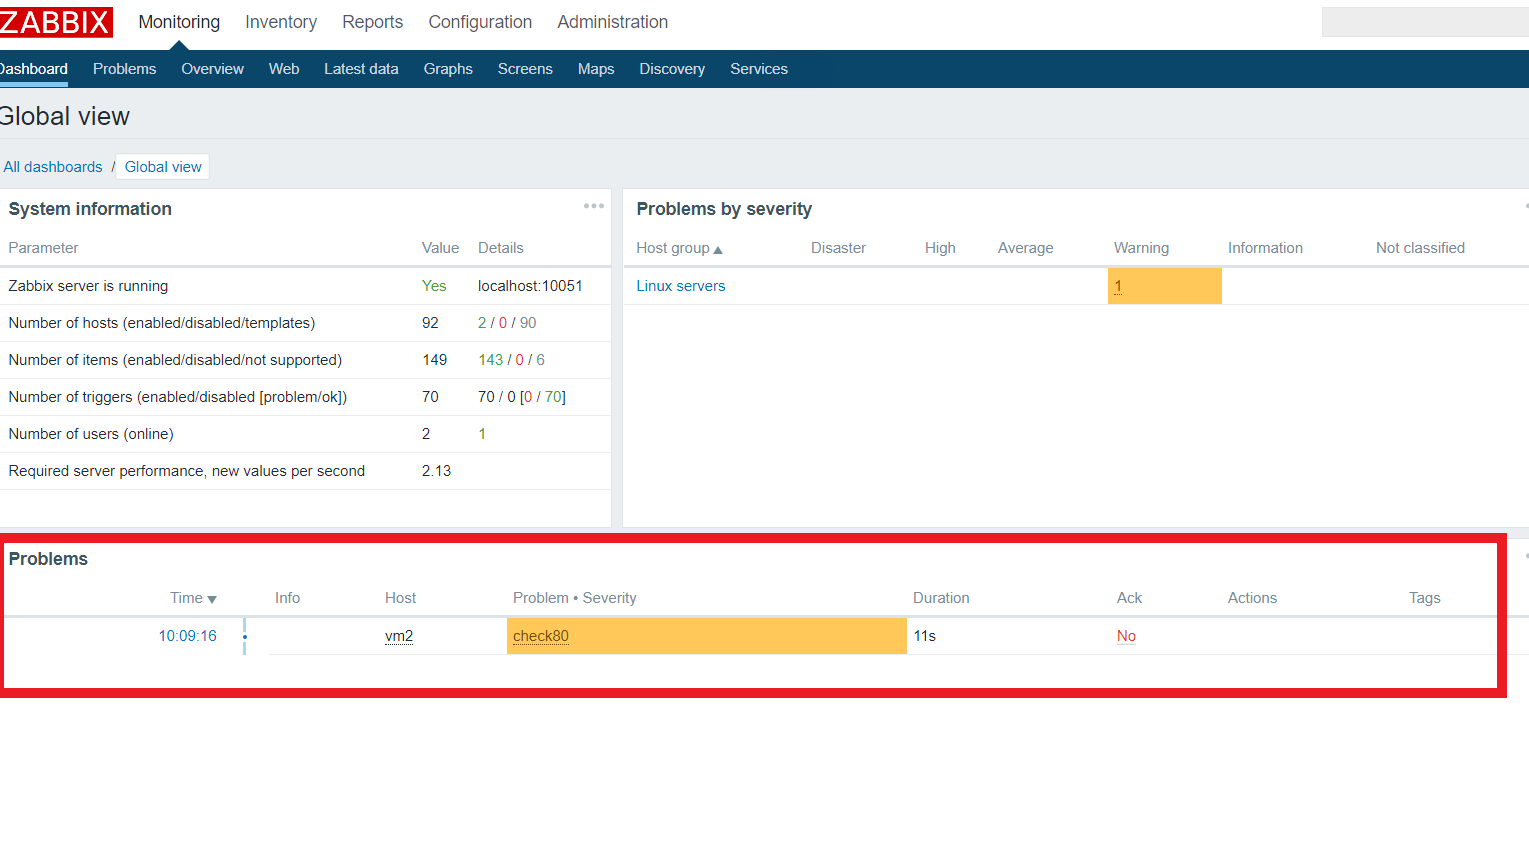 ZABBIX Monitoring Inventory Reports Configuration Administration
Dashboard Problems Overview Web Latest data Graphs Screens Maps Discovery Services
Global view
All dashboards / Global view
System information
Parameter Value Details
Zabbix server is running Yes localhost:10051
Number of hosts (enabled/disabled/templates) 92 2 / 0 / 90
Number of items (enabled/disabled/not supported) 149 143 / 0 / 6
Number of triggers (enabled/disabled [problem/ok]) 70 70 / 0 [0 / 70]
Number of users (online) 2 1
Required server performance, new values per second 2.13
Problems by severity
Host group Disaster High Average Warning Information Not classified
Linux servers 1
Problems
Time Info Host Problem • Severity Duration Ack Actions Tags
10:09:16 vm2 check80 11s No